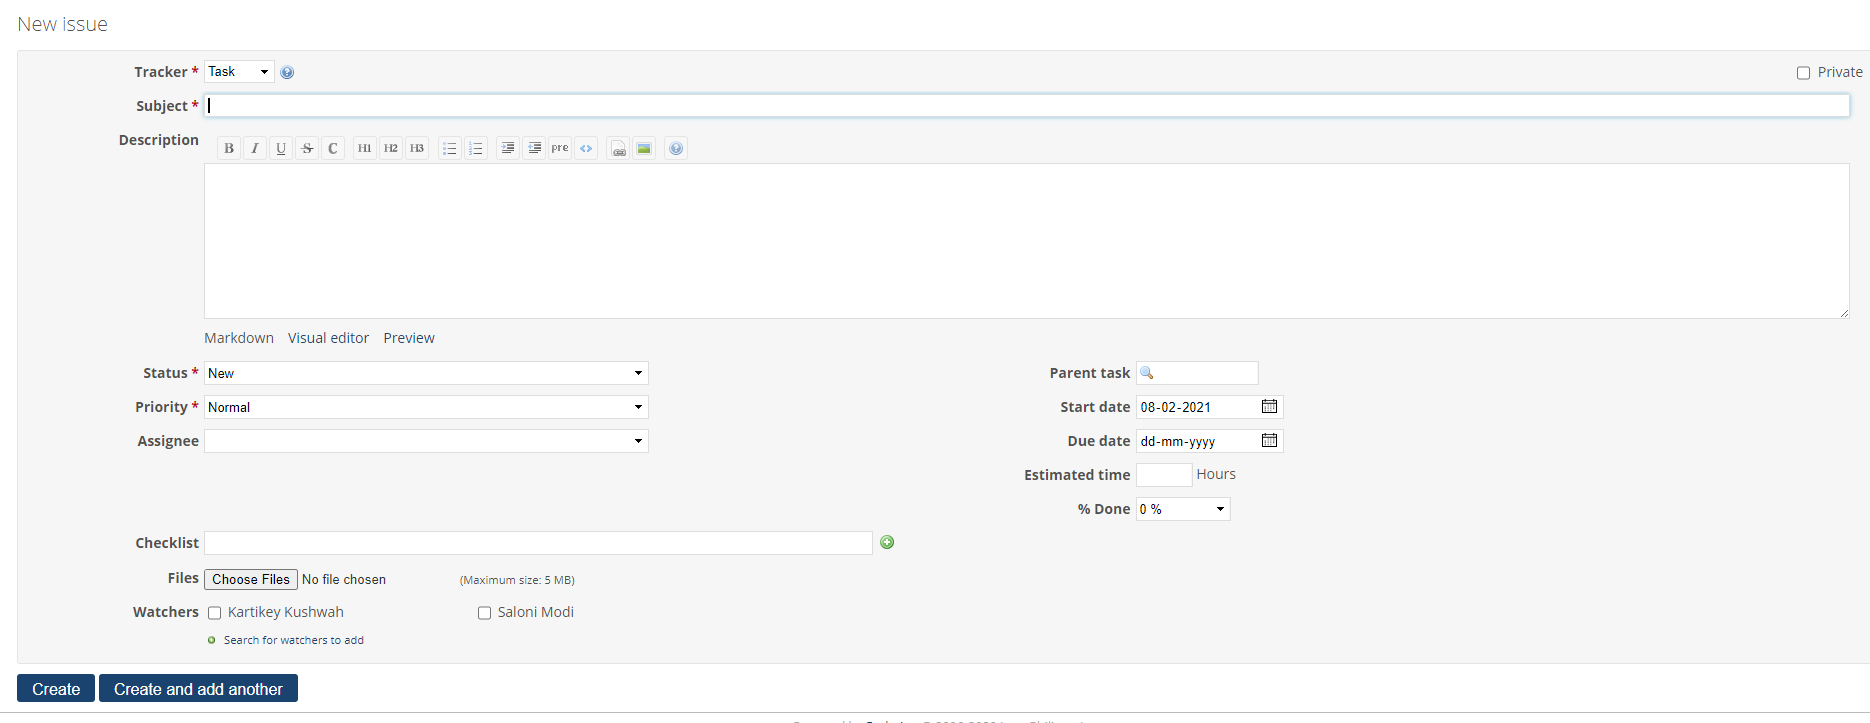 New issue
Tracker * Task Private
Subject *
Description B I U S C H1 H2 H3 pre <>
Markdown Visual editor Preview
Status * New Parent task
Priority * Normal Start date 08-02-2021
Assignee Due date dd-mm-yyyy
Estimated time Hours
% Done 0 %
Checklist
Files Choose Files No file chosen (Maximum size: 5 MB)
Watchers Kartikey Kushwah Saloni Modi
Search for watchers to add
Create Create and add another